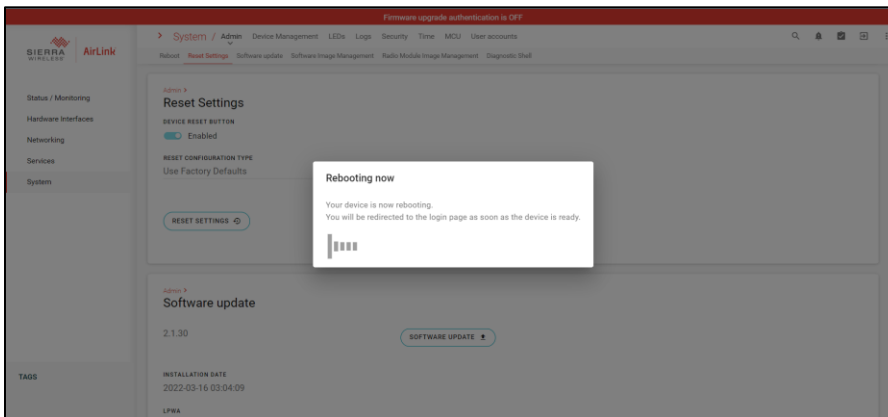 Firmware upgrade authentication is OFF
SIERRA WIRELESS AirLink
System / Admin Device Management LEDs Logs Security Time MCU User accounts
Reboot Reset Settings Software update Software Image Management Radio Module Image Management Diagnostic Shell
Status / Monitoring
Hardware Interfaces
Networking
Services
System
TAGS
Admin >
Reset Settings
DEVICE RESET BUTTON
Enabled
RESET CONFIGURATION TYPE
Use Factory Defaults
RESET SETTINGS
Rebooting now
Your device is now rebooting.
You will be redirected to the login page as soon as the device is ready.
Admin >
Software update
2.1.30
SOFTWARE UPDATE
INSTALLATION DATE
2022-03-16 03:04:09
LPWA